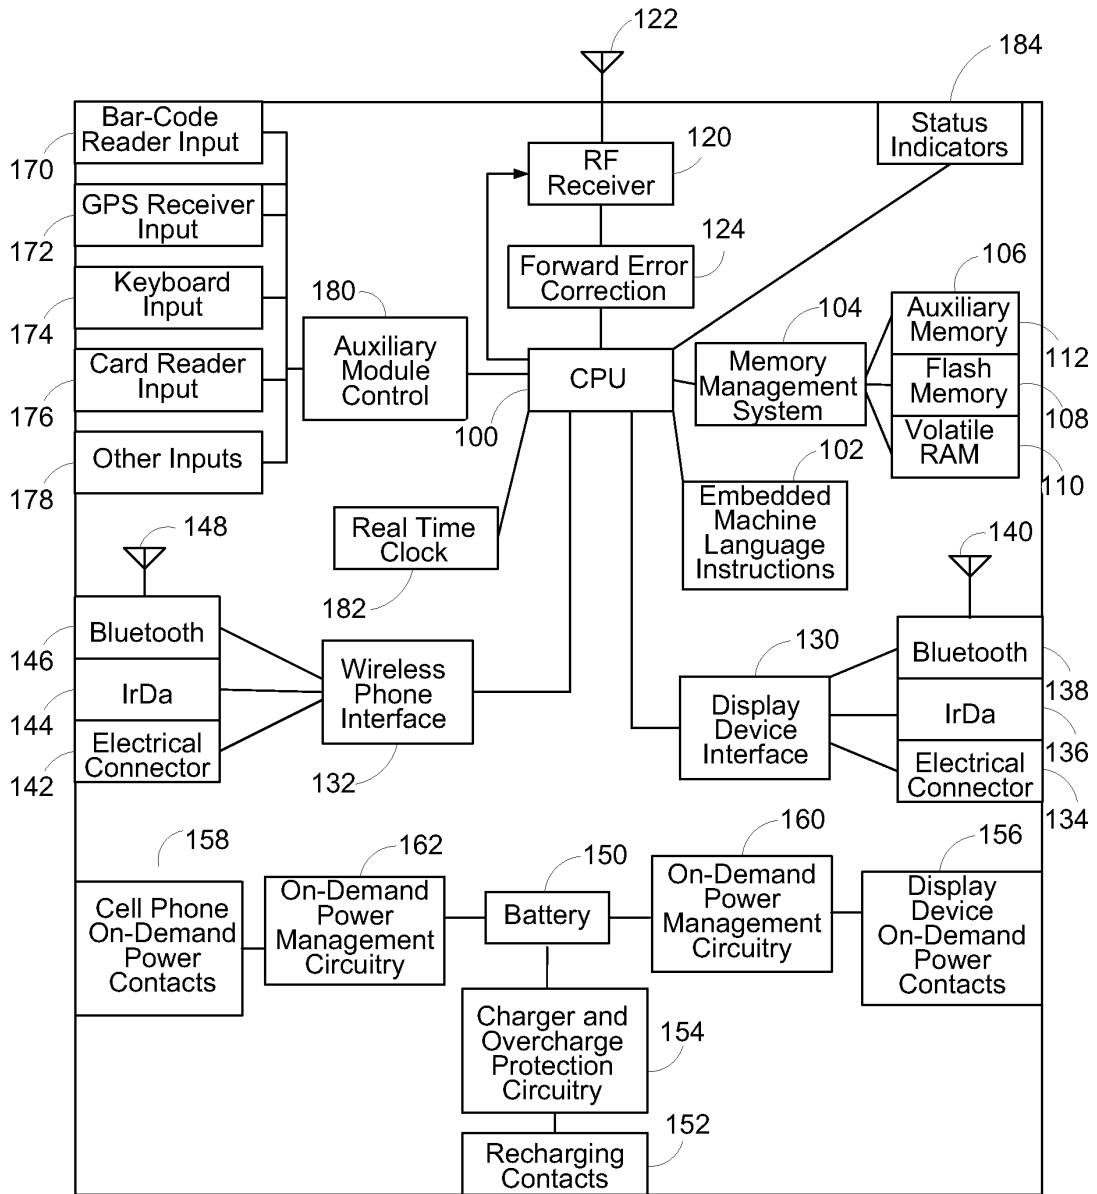 122
184
Bar-Code
Reader Input
170
RF
Receiver
120
Status
Indicators
GPS Receiver
Input
172
Forward Error
Correction
124
Keyboard
Input
174
180
Auxiliary
Module
Control
104
Memory
Management
System
106
Auxiliary
Memory
112
Flash
Memory
108
Volatile
RAM
110
Card Reader
Input
176
CPU
100
Other Inputs
178
102
Embedded
Machine
Language
Instructions
Real Time
Clock
182
148
140
Bluetooth
146
IrDa
144
Electrical
Connector
142
Wireless
Phone
Interface
132
130
Display
Device
Interface
Bluetooth
138
IrDa
136
Electrical
Connector
134
158
Cell Phone
On-Demand
Power
Contacts
162
On-Demand
Power
Management
Circuitry
150
Battery
160
On-Demand
Power
Management
Circuitry
156
Display
Device
On-Demand
Power
Contacts
Charger and
Overcharge
Protection
Circuitry
154
Recharging
Contacts
152